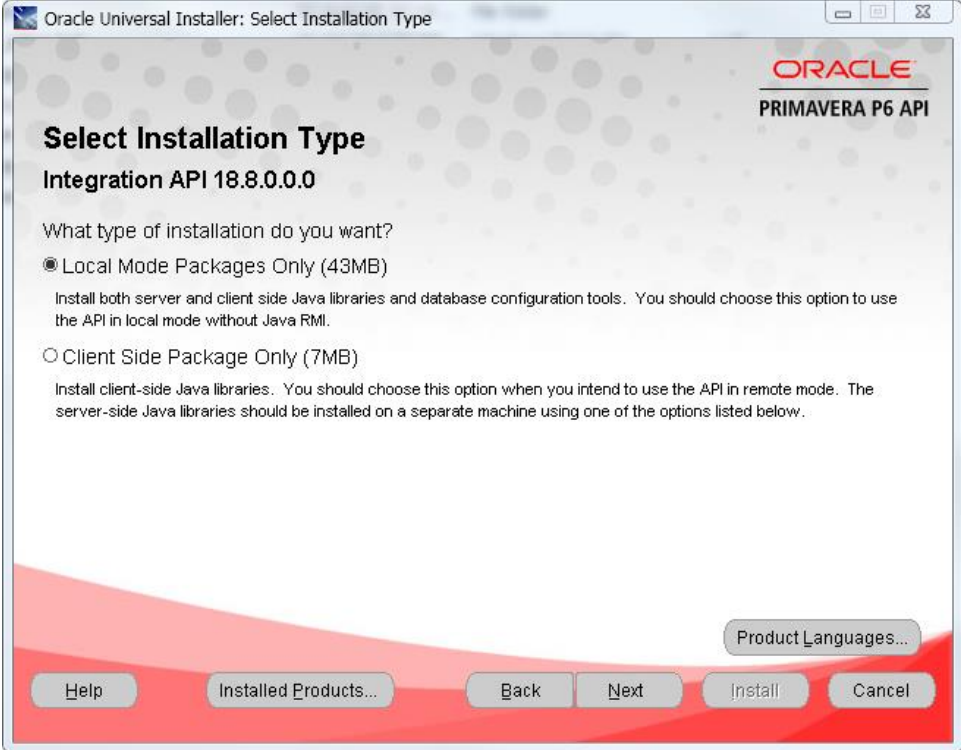 Oracle Universal Installer: Select Installation Type
ORACLE
PRIMAVERA P6 API
Select Installation Type
Integration API 18.8.0.0.0
What type of installation do you want?
Local Mode Packages Only (43MB)
Install both server and client side Java libraries and database configuration tools. You should choose this option to use
the API in local mode without Java RMI.
Client Side Package Only (7MB)
Install client-side Java libraries. You should choose this option when you intend to use the API in remote mode. The
server-side Java libraries should be installed on a separate machine using one of the options listed below.
Product Languages...
Help Installed Products... Back Next Install Cancel